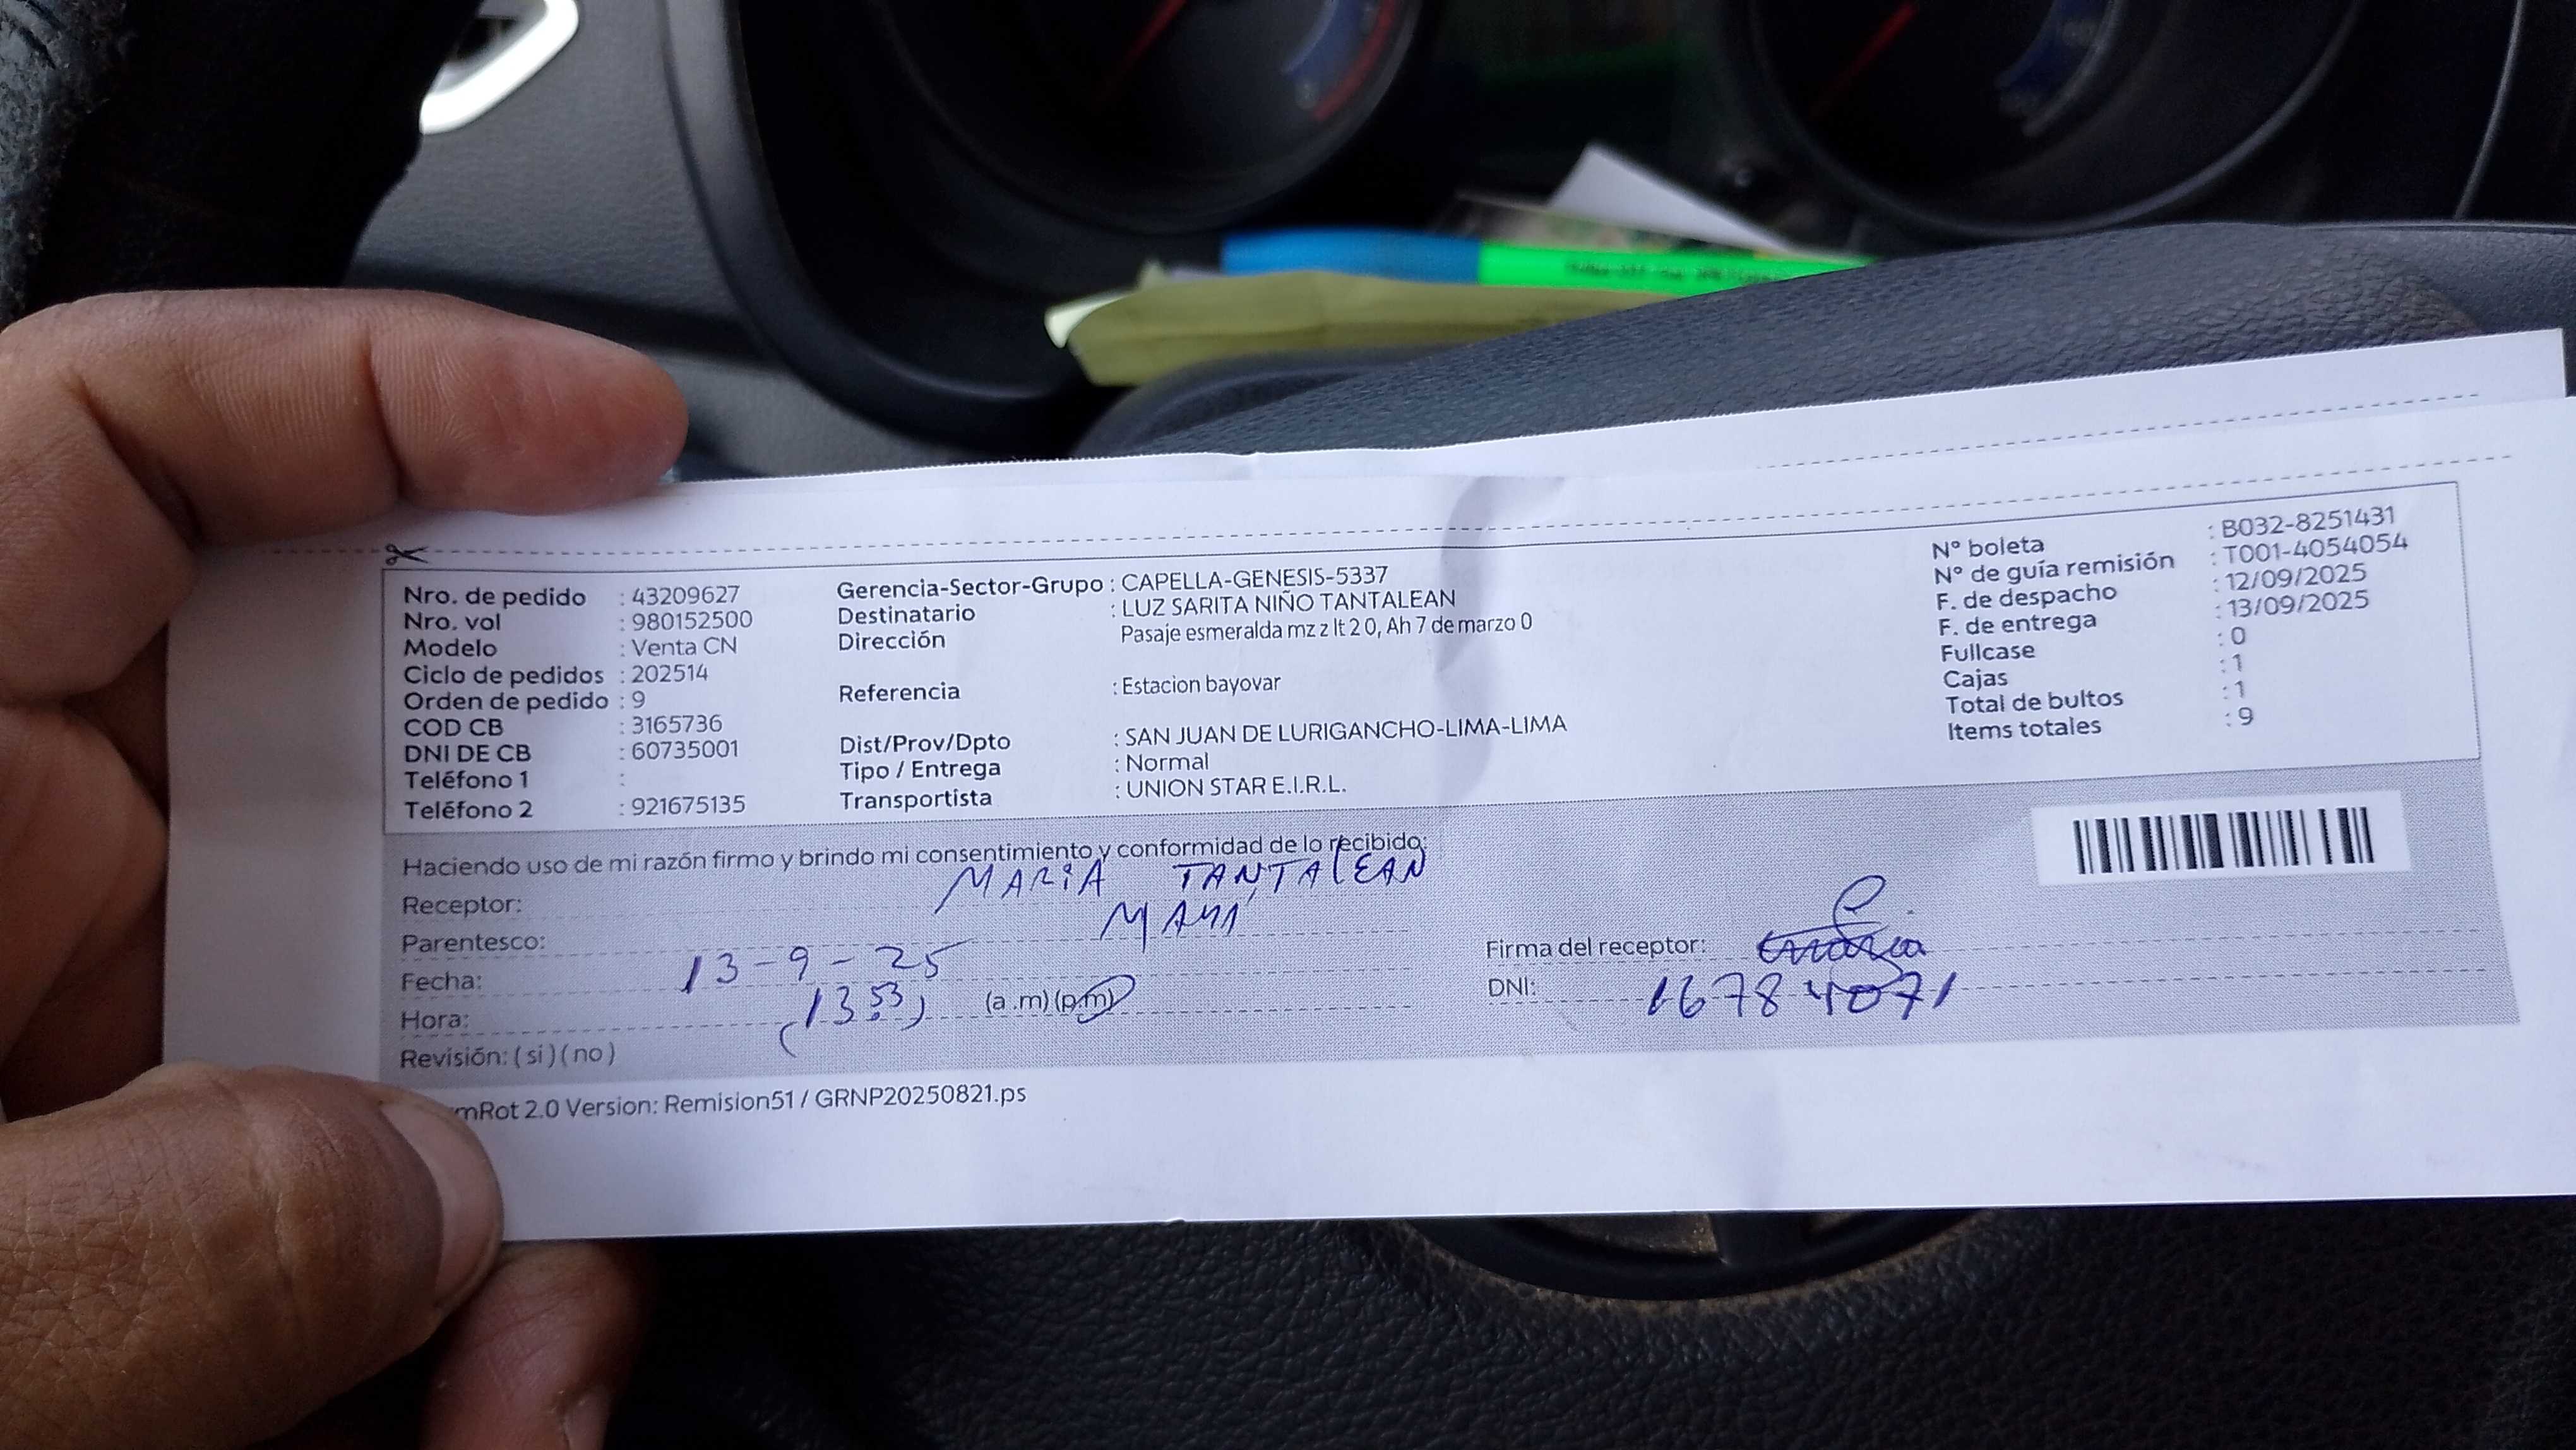 Nro. de pedido : 43209627
Nro. vol : 980152500
Modelo : Venta CN
Ciclo de pedidos : 202514
Orden de pedido : 9
COD CB : 3165736
DNI DE CB : 60735001
Teléfono 1 :
Teléfono 2 : 921675135
Gerencia-Sector-Grupo : CAPELLA-GENESIS-5337
Destinatario : LUZ SARITA NIÑO TANTALEAN
Dirección Pasaje esmeralda mz z lt 2 0, Ah 7 de marzo 0
Referencia : Estacion bayovar
Dist/Prov/Dpto : SAN JUAN DE LURIGANCHO-LIMA-LIMA
Tipo / Entrega : Normal
Transportista : UNION STAR E.I.R.L.
N° boleta : B032-8251431
N° de guía remisión : T001-4054054
F. de despacho : 12/09/2025
F. de entrega : 13/09/2025
Fullcase : 0
Cajas : 1
Total de bultos : 1
Items totales : 9
Haciendo uso de mi razón firmo y brindo mi consentimiento y conformidad de lo recibido:
Receptor: MARIA TANTALEAN
Parentesco: MAMÁ
Fecha: 13-9-25
Hora: (13:53) (a.m) (p.m)
Revisión: ( si ) ( no )
Firma del receptor:
DNI: 16784071
mRot 2.0 Version: Remision51 / GRNP20250821.ps